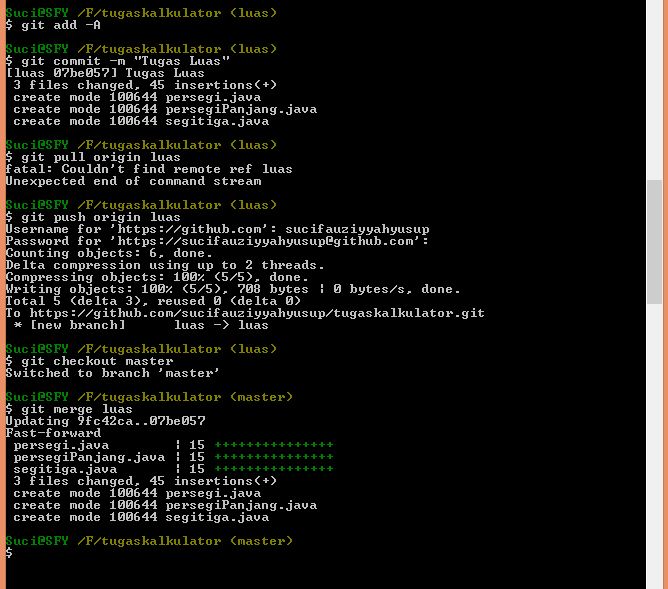 Suci@SFY /F/tugaskalkulator (luas)
$ git add -A
Suci@SFY /F/tugaskalkulator (luas)
$ git commit -m "Tugas Luas"
[luas 07be057] Tugas Luas
 3 files changed, 45 insertions(+)
 create mode 100644 persegi.java
 create mode 100644 persegiPanjang.java
 create mode 100644 segitiga.java
Suci@SFY /F/tugaskalkulator (luas)
$ git pull origin luas
fatal: Couldn't find remote ref luas
Unexpected end of command stream
Suci@SFY /F/tugaskalkulator (luas)
$ git push origin luas
Username for 'https://github.com': sucifauziyyahyusup
Password for 'https://sucifauziyyahyusup@github.com':
Counting objects: 6, done.
Delta compression using up to 2 threads.
Compressing objects: 100% (5/5), done.
Writing objects: 100% (5/5), 708 bytes | 0 bytes/s, done.
Total 5 (delta 3), reused 0 (delta 0)
To https://github.com/sucifauziyyahyusup/tugaskalkulator.git
 * [new branch]      luas -> luas
Suci@SFY /F/tugaskalkulator (luas)
$ git checkout master
Switched to branch 'master'
Suci@SFY /F/tugaskalkulator (master)
$ git merge luas
Updating 9fc42ca..07be057
Fast-forward
 persegi.java        | 15 +++++++++++++++
 persegiPanjang.java | 15 +++++++++++++++
 segitiga.java       | 15 +++++++++++++++
 3 files changed, 45 insertions(+)
 create mode 100644 persegi.java
 create mode 100644 persegiPanjang.java
 create mode 100644 segitiga.java
Suci@SFY /F/tugaskalkulator (master)
$